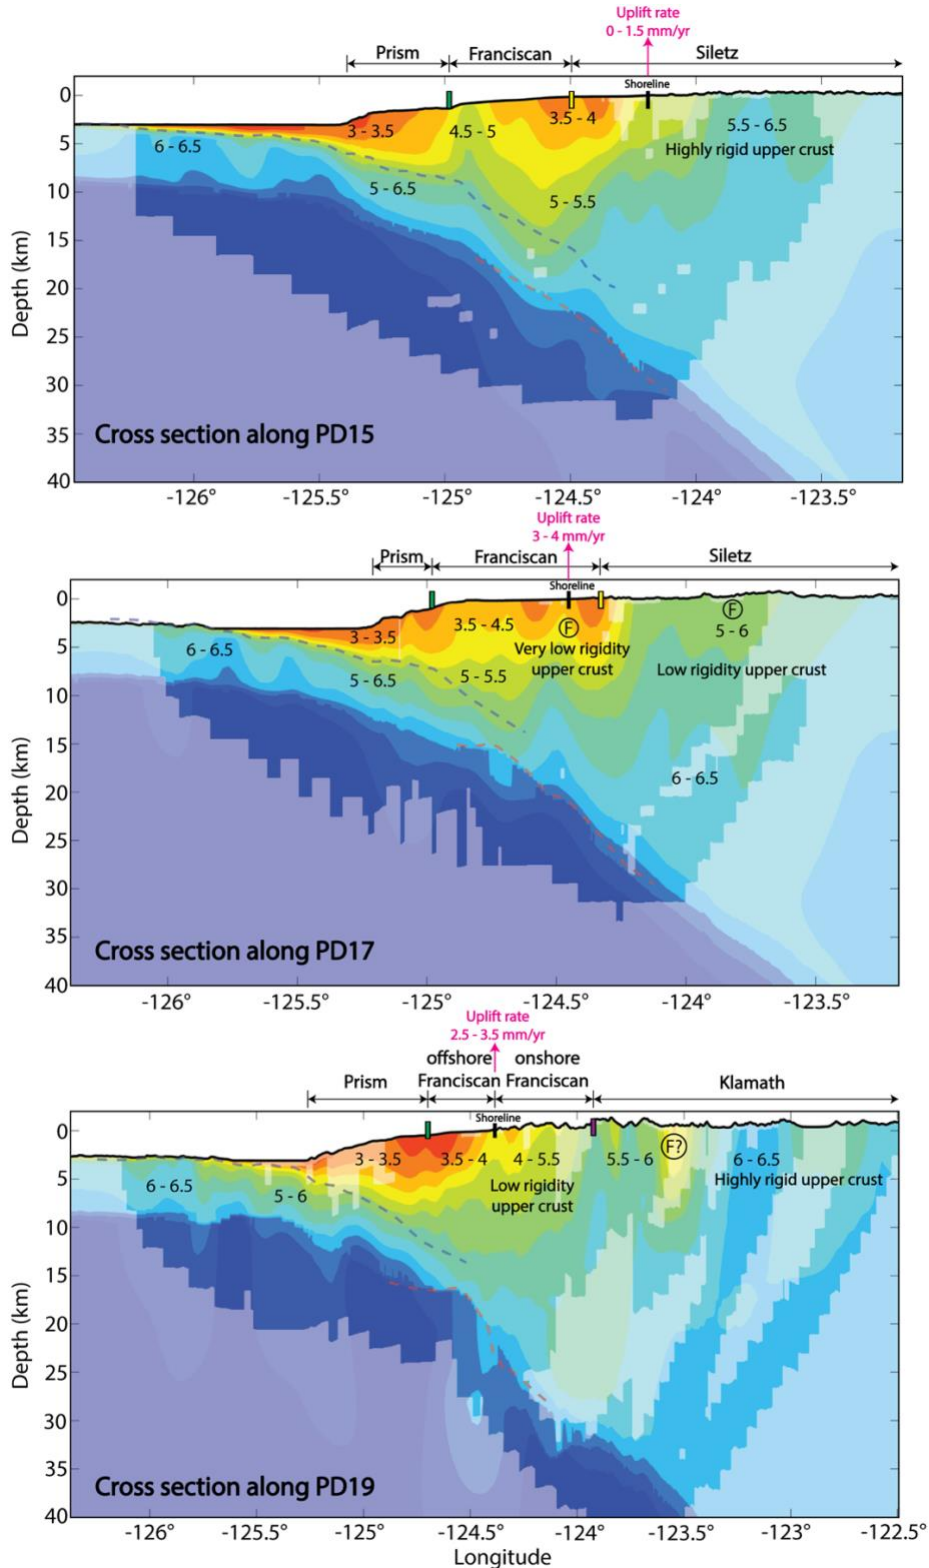 Uplift rate
0 - 1.5 mm/yr
Prism Franciscan Siletz
Shoreline
0
5
10
15
20
25
30
35
40
Depth (km)
3 - 3.5
4.5 - 5
3.5 - 4
5.5 - 6.5
Highly rigid upper crust
6 - 6.5
5 - 6.5
5 - 5.5
Cross section along PD15
-126° -125.5° -125° -124.5° -124° -123.5°
Uplift rate
3 - 4 mm/yr
Prism Franciscan Siletz
Shoreline
0
5
10
15
20
25
30
35
40
Depth (km)
3 - 3.5
3.5 - 4.5
F
F
5 - 6
Very low rigidity
upper crust
Low rigidity upper crust
6 - 6.5
5 - 6.5
5 - 5.5
6 - 6.5
Cross section along PD17
-126° -125.5° -125° -124.5° -124° -123.5°
Uplift rate
2.5 - 3.5 mm/yr
offshore onshore
Prism Franciscan Franciscan Klamath
Shoreline
0
5
10
15
20
25
30
35
40
Depth (km)
3 - 3.5
3.5 - 4
4 - 5.5
5.5 - 6
F?
6 - 6.5
Low rigidity
upper crust
Highly rigid upper crust
6 - 6.5
5 - 6
Cross section along PD19
-126° -125.5° -125° -124.5° -124° -123.5° -123° -122.5°
Longitude